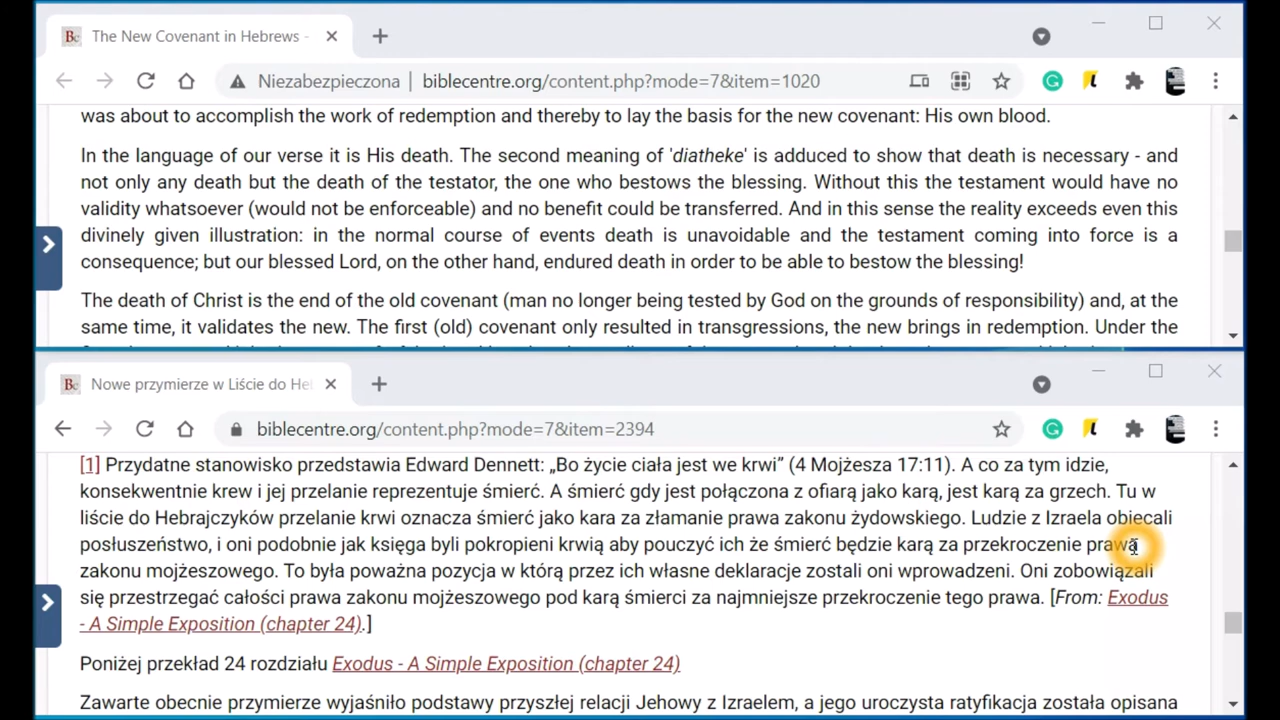 The New Covenant in Hebrews -
Niezabezpieczona | biblecentre.org/content.php?mode=7&item=1020
was about to accomplish the work of redemption and thereby to lay the basis for the new covenant: His own blood.
In the language of our verse it is His death. The second meaning of 'diatheke' is adduced to show that death is necessary - and
not only any death but the death of the testator, the one who bestows the blessing. Without this the testament would have no
validity whatsoever (would not be enforceable) and no benefit could be transferred. And in this sense the reality exceeds even this
divinely given illustration: in the normal course of events death is unavoidable and the testament coming into force is a
consequence; but our blessed Lord, on the other hand, endured death in order to be able to bestow the blessing!
The death of Christ is the end of the old covenant (man no longer being tested by God on the grounds of responsibility) and, at the
same time, it validates the new. The first (old) covenant only resulted in transgressions, the new brings in redemption. Under the
Nowe przymierze w Liście do He
biblecentre.org/content.php?mode=7&item=2394
[1] Przydatne stanowisko przedstawia Edward Dennett: „Bo życie ciała jest we krwi” (4 Mojżesza 17:11). A co za tym idzie,
konsekwentnie krew i jej przelanie reprezentuje śmierć. A śmierć gdy jest połączona z ofiarą jako karą, jest karą za grzech. Tu w
liście do Hebrajczyków przelanie krwi oznacza śmierć jako kara za złamanie prawa zakonu żydowskiego. Ludzie z Izraela obiecali
posłuszeństwo, i oni podobnie jak księga byli pokropieni krwią aby pouczyć ich że śmierć będzie karą za przekroczenie prawa
zakonu mojżeszowego. To była poważna pozycja w którą przez ich własne deklaracje zostali oni wprowadzeni. Oni zobowiązali
się przestrzegać całości prawa zakonu mojżeszowego pod karą śmierci za najmniejsze przekroczenie tego prawa. [From: Exodus
- A Simple Exposition (chapter 24).]
Poniżej przekład 24 rozdziału Exodus - A Simple Exposition (chapter 24)
Zawarte obecnie przymierze wyjaśniło podstawy przyszłej relacji Jehowy z Izraelem, a jego uroczysta ratyfikacja została opisana